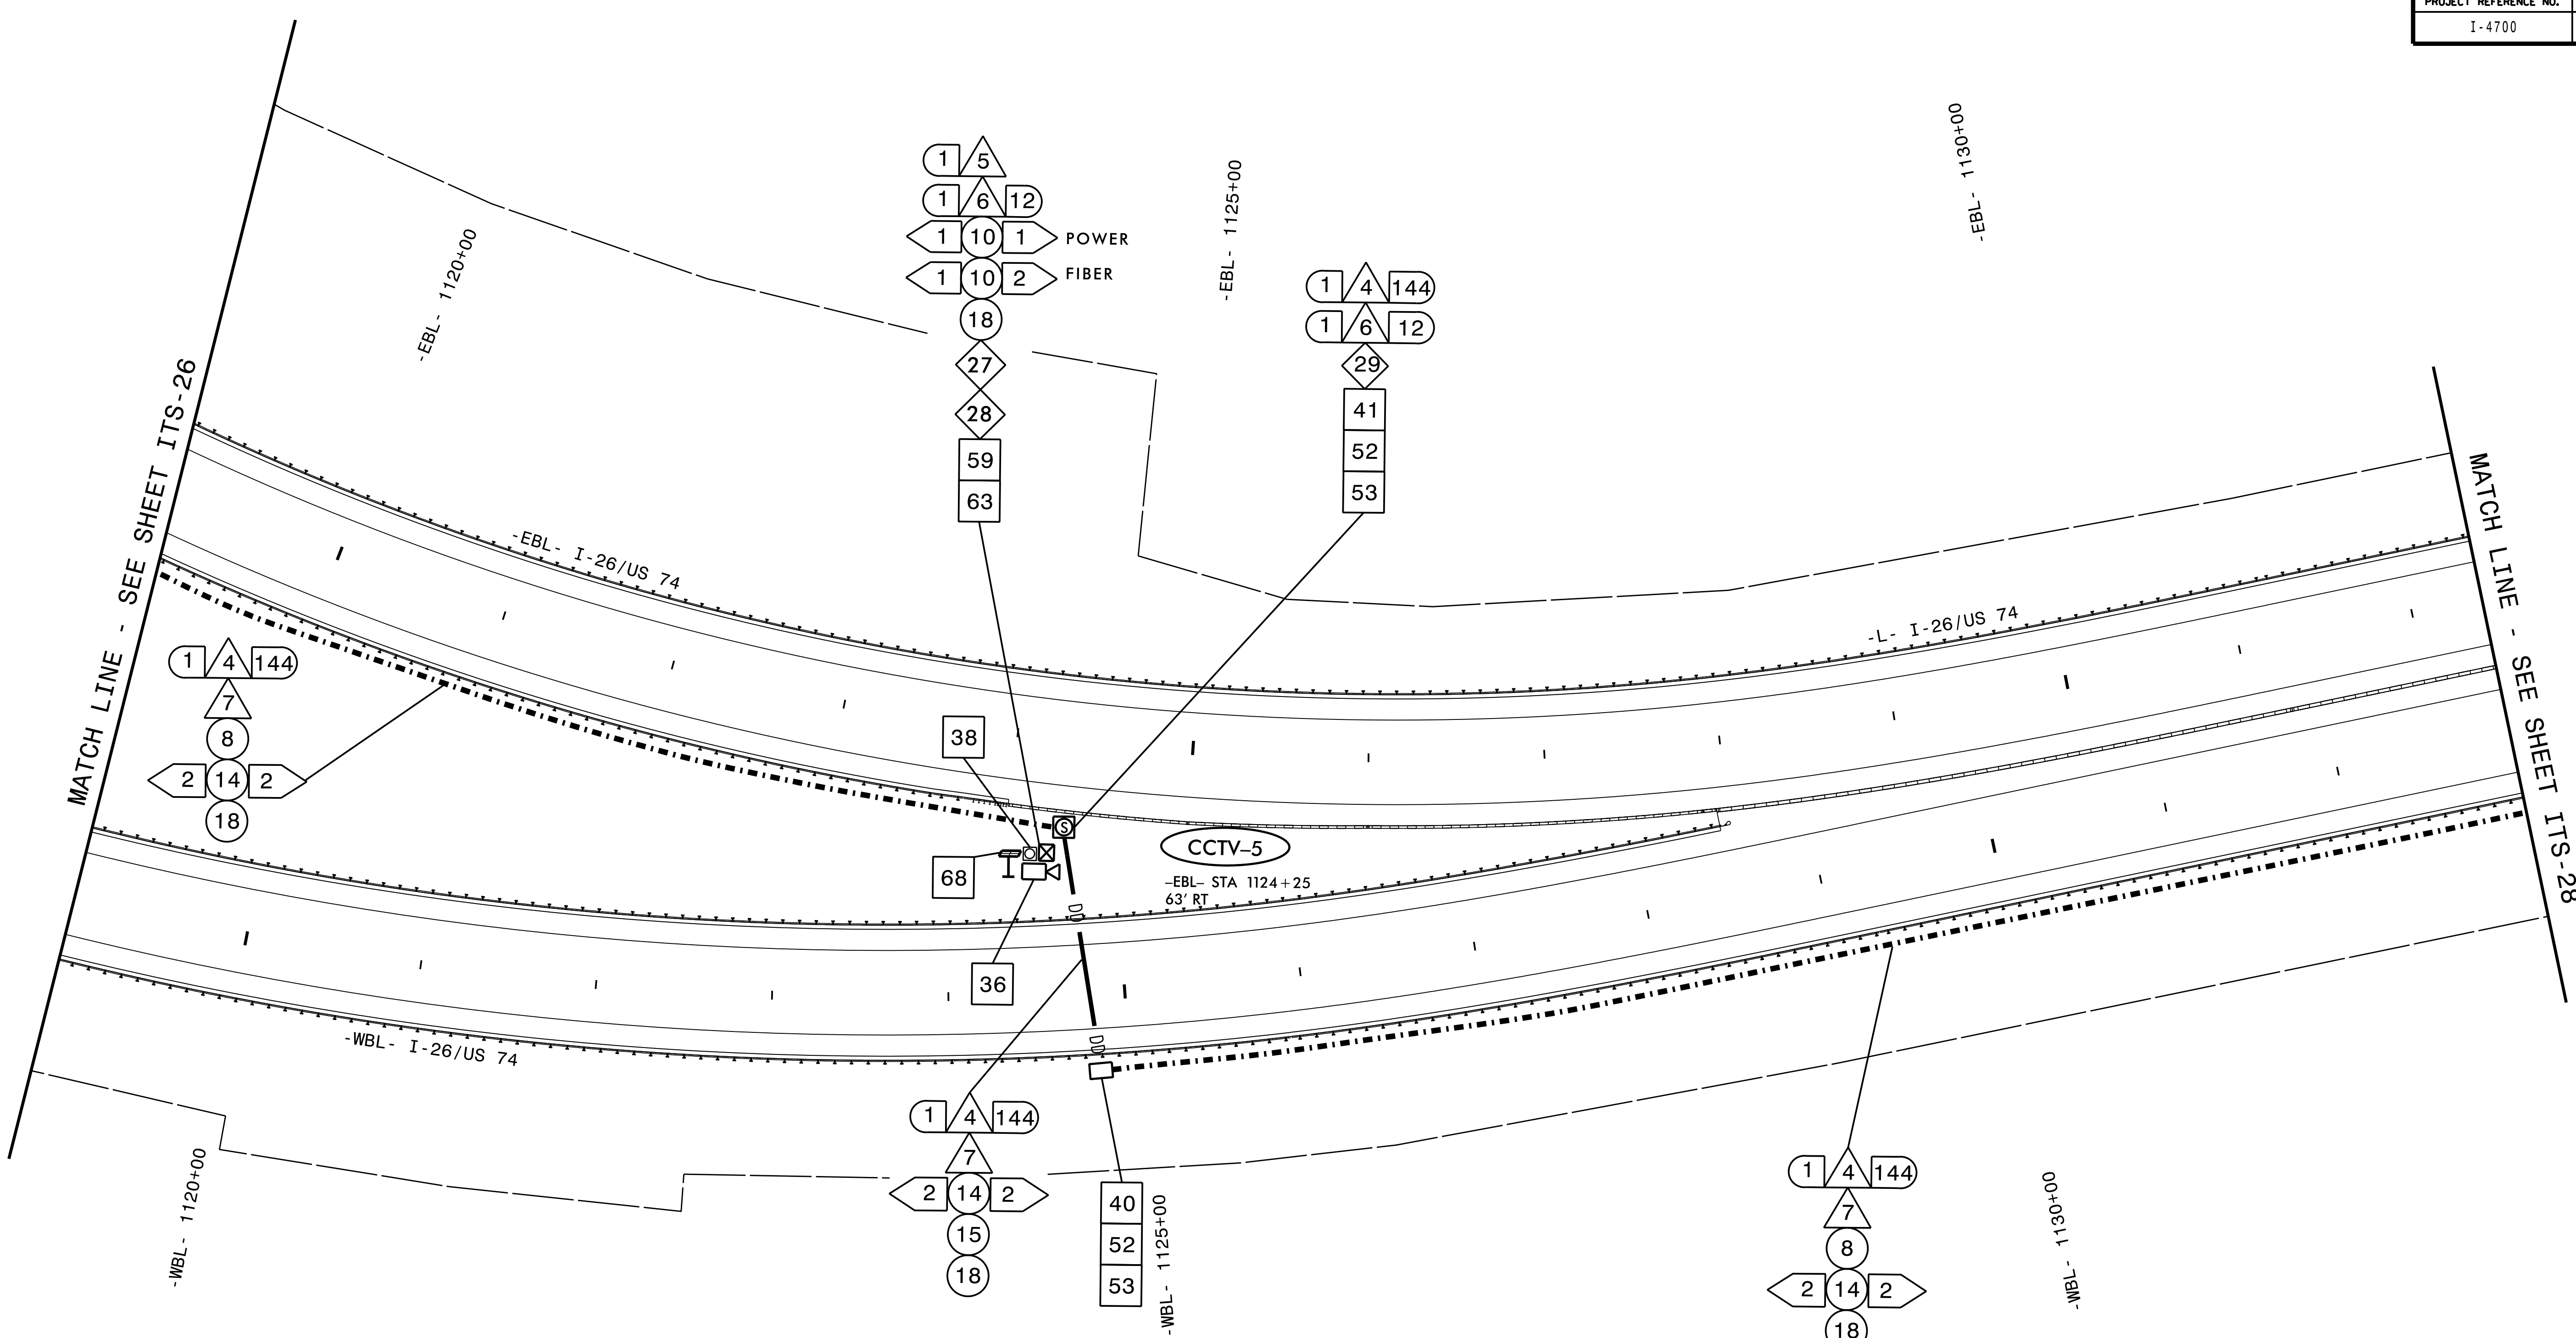 PROJECT REFERENCE NO.
I-4700
MATCH LINE - SEE SHEET ITS-26
-EBL- 1120+00
1 5
1 6 12
1 10 1 POWER
1 10 2 FIBER
18
27
28
59
63
-EBL- 1125+00
1 4 144
1 6 12
29
41
52
53
-EBL- 1130+00
MATCH LINE - SEE SHEET ITS-28
-EBL- I-26/US 74
-L- I-26/US 74
1 4 144
7
8
2 14 2
18
38
S
68
CCTV-5
-EBL- STA 1124+25
63' RT
36
-WBL- I-26/US 74
1 4 144
7
2 14 2
15
18
40
52
53
-WBL- 1120+00
-WBL- 1125+00
1 4 144
7
8
2 14 2
18
-WBL- 1130+00